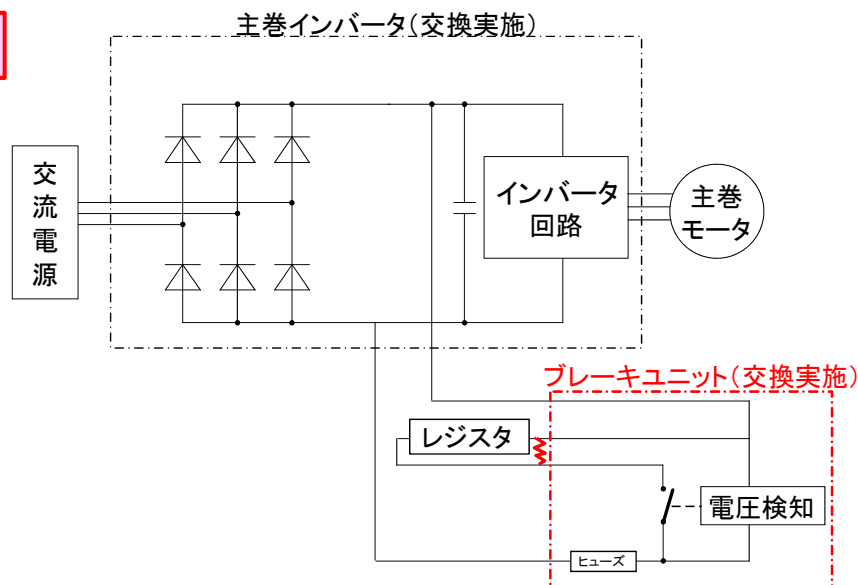 主巻インバータ(交換実施)
交流電源
インバータ
回路
主巻
モータ
ブレーキユニット(交換実施)
レジスタ
電圧検知
ヒューズ